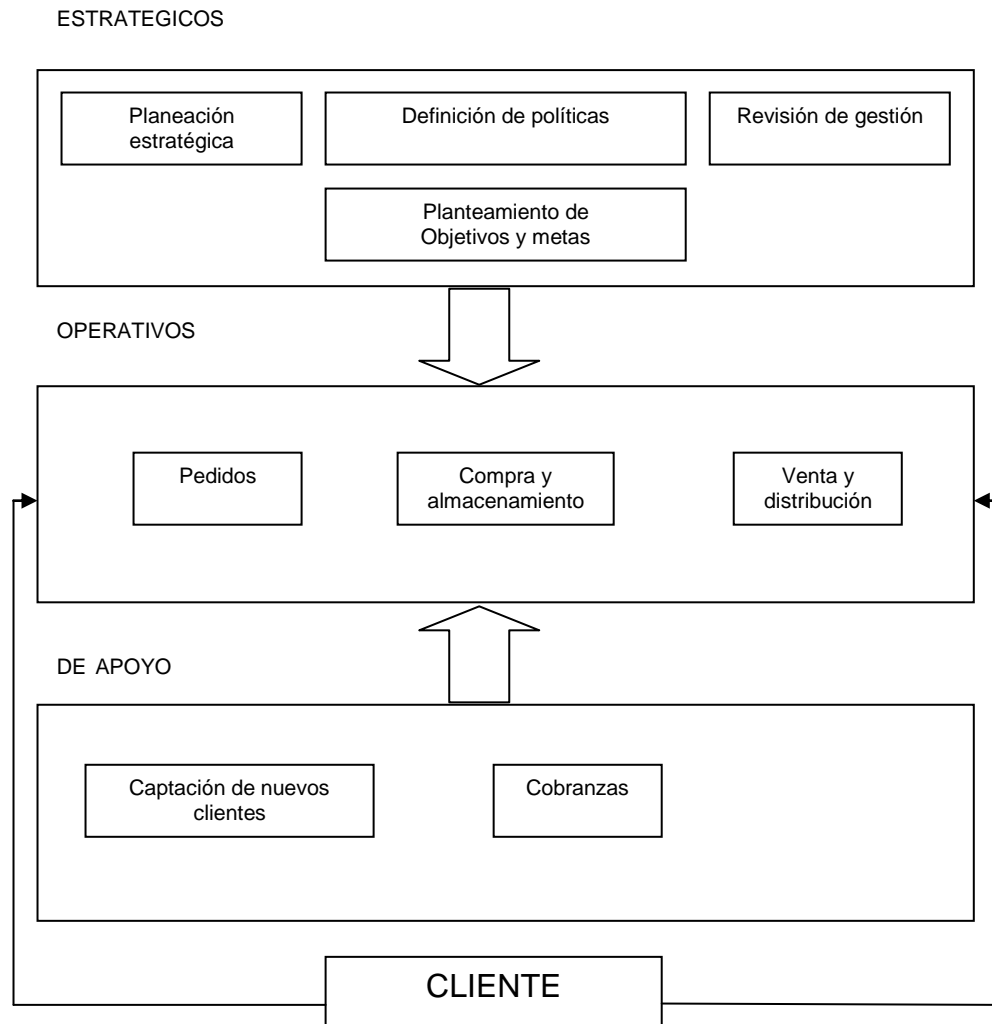 ESTRATEGICOS
Planeación
estratégica
Definición de políticas
Revisión de gestión
Planteamiento de
Objetivos y metas
OPERATIVOS
Pedidos
Compra y
almacenamiento
Venta y
distribución
DE APOYO
Captación de nuevos
clientes
Cobranzas
CLIENTE